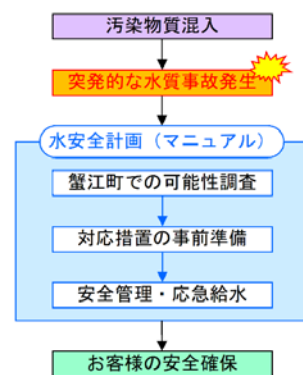 汚染物質混入
突発的な水質事故発生
水安全計画（マニュアル）
蟹江町での可能性調査
対応措置の事前準備
安全管理・応急給水
お客様の安全確保